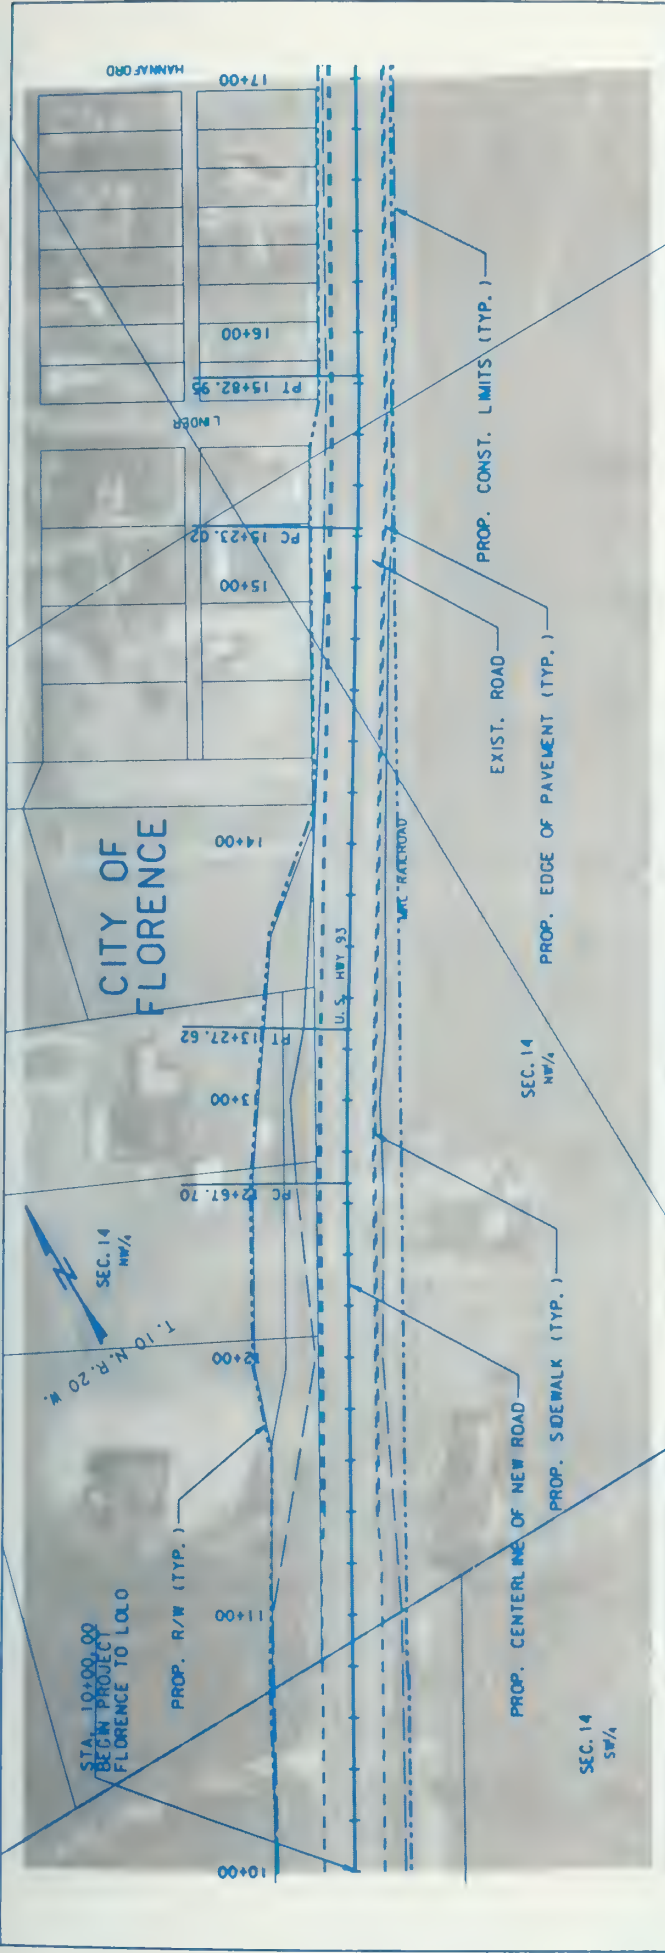 STA. 10+00.00
BEGIN PROJECT
FLORENCE TO LOLO
PROP. R/W (TYP.)
T. 10 N. R. 20 W.
SEC. 14
NW¼
CITY OF
FLORENCE
LINDER
HANNAFORD
10+00
11+00
12+00
PC 12+67.70
3+00
PT 13+27.62
14+00
15+00
PC 15+23.02
PT 15+82.95
16+00
17+00
U.S. HWY 93
RAILROAD
SEC. 14
SW¼
PROP. CENTERLINE OF NEW ROAD
PROP. SIDEWALK (TYP.)
SEC. 14
NW¼
PROP. EDGE OF PAVEMENT (TYP.)
EXIST. ROAD
PROP. CONST. LIMITS (TYP.)